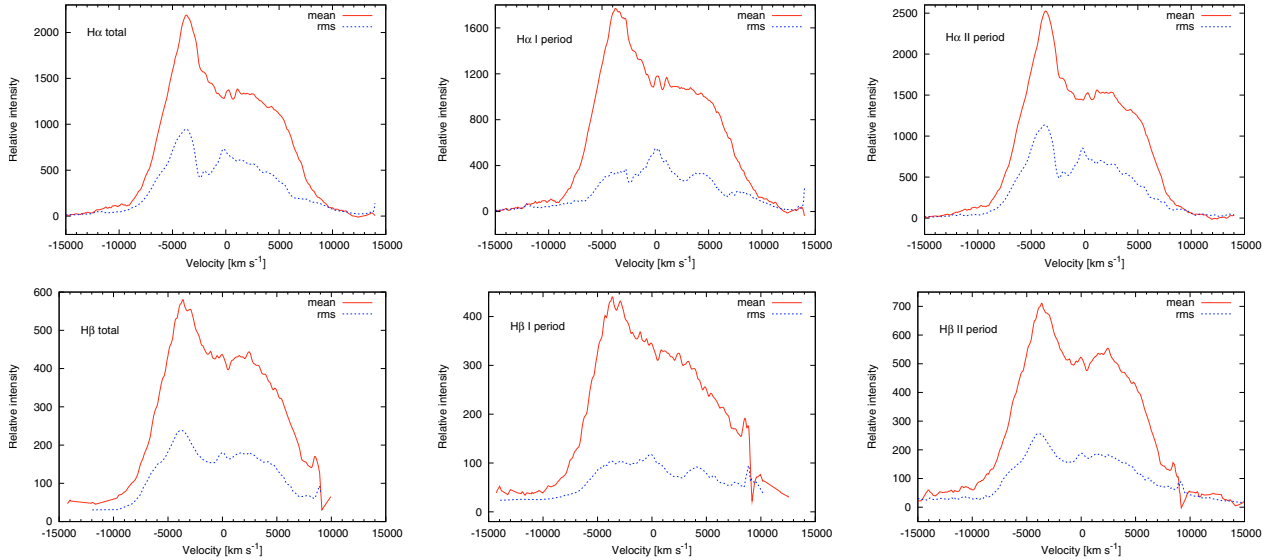 2000
1500
1000
500
0
Relative intensity
Hα total
mean
rms
-15000 -10000 -5000 0 5000 10000 15000
Velocity [km s⁻¹]
1600
1200
800
400
0
Relative intensity
Hα I period
mean
rms
-15000 -10000 -5000 0 5000 10000 15000
Velocity [km s⁻¹]
2500
2000
1500
1000
500
0
Relative intensity
Hα II period
mean
rms
-15000 -10000 -5000 0 5000 10000 15000
Velocity [km s⁻¹]
600
500
400
300
200
100
0
Relative intensity
Hβ total
mean
rms
-15000 -10000 -5000 0 5000 10000 15000
Velocity [km s⁻¹]
400
300
200
100
0
Relative intensity
Hβ I period
mean
rms
-15000 -10000 -5000 0 5000 10000 15000
Velocity [km s⁻¹]
700
600
500
400
300
200
100
0
Relative intensity
Hβ II period
mean
rms
-15000 -10000 -5000 0 5000 10000 15000
Velocity [km s⁻¹]